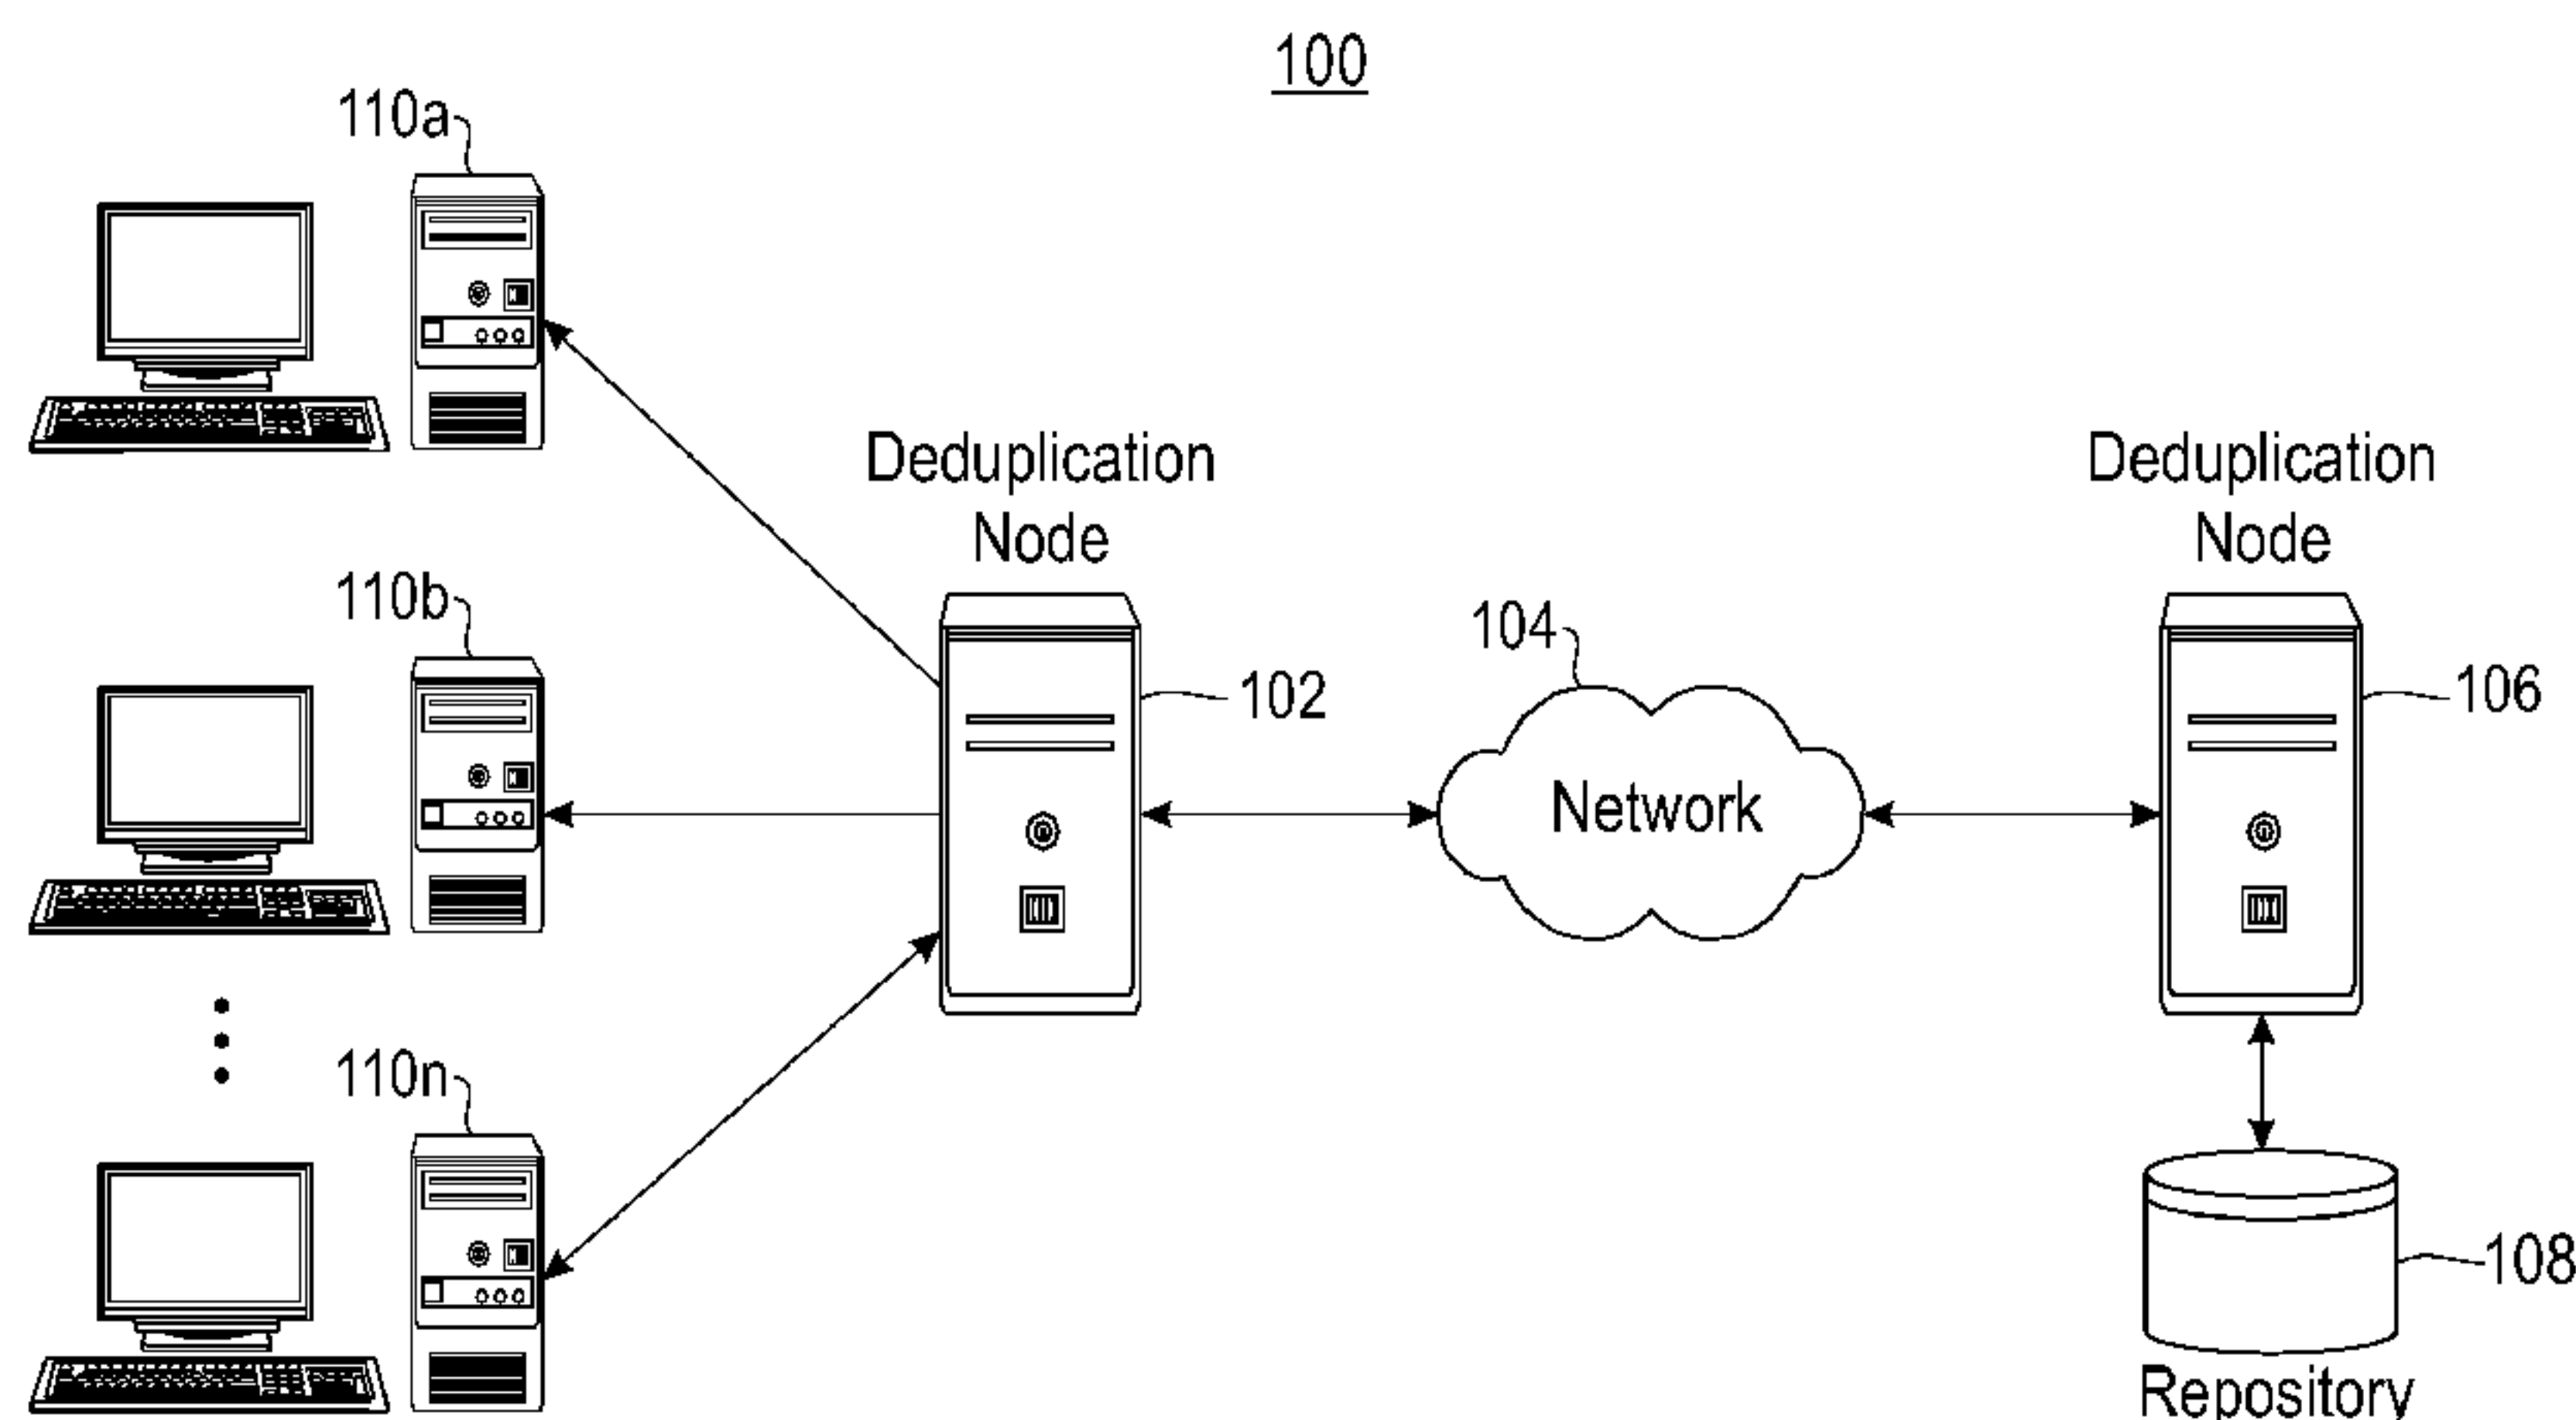 100
110a
Deduplication
Node
Deduplication
Node
110b
104
102
106
Network
110n
108
Repository